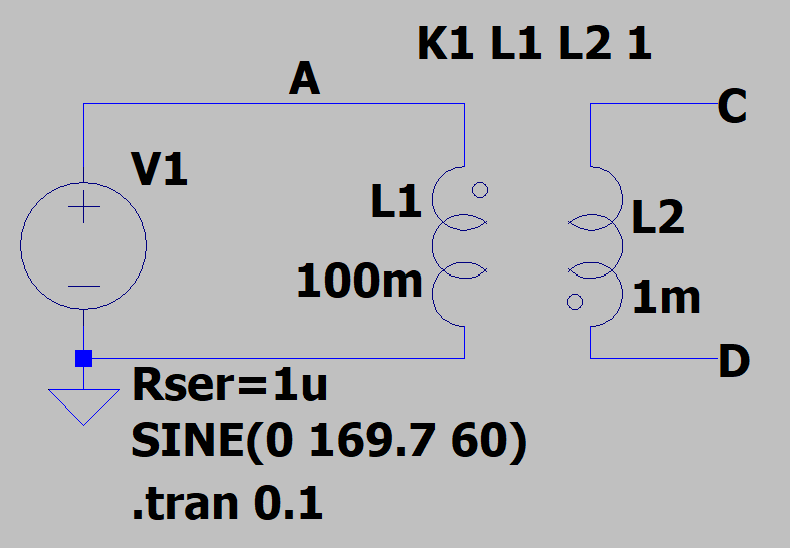 K1 L1 L2 1
A
C
V1
L1
L2
100m
1m
D
Rser=1u
SINE(0 169.7 60)
.tran 0.1